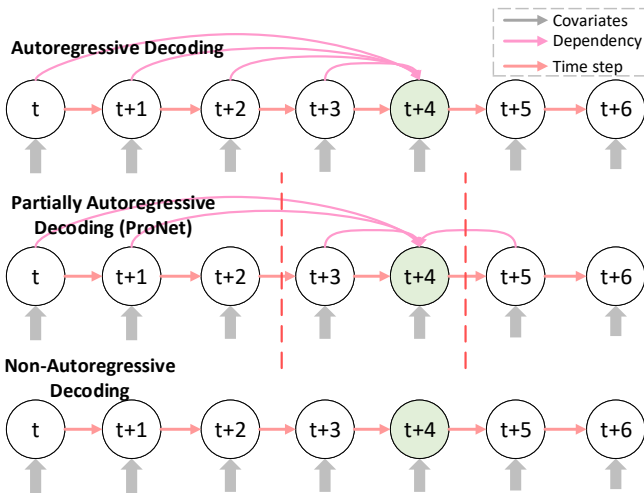 Autoregressive Decoding
Covariates
Dependency
Time step
t t+1 t+2 t+3 t+4 t+5 t+6
Partially Autoregressive
Decoding (ProNet)
t t+1 t+2 t+3 t+4 t+5 t+6
Non-Autoregressive
Decoding
t t+1 t+2 t+3 t+4 t+5 t+6